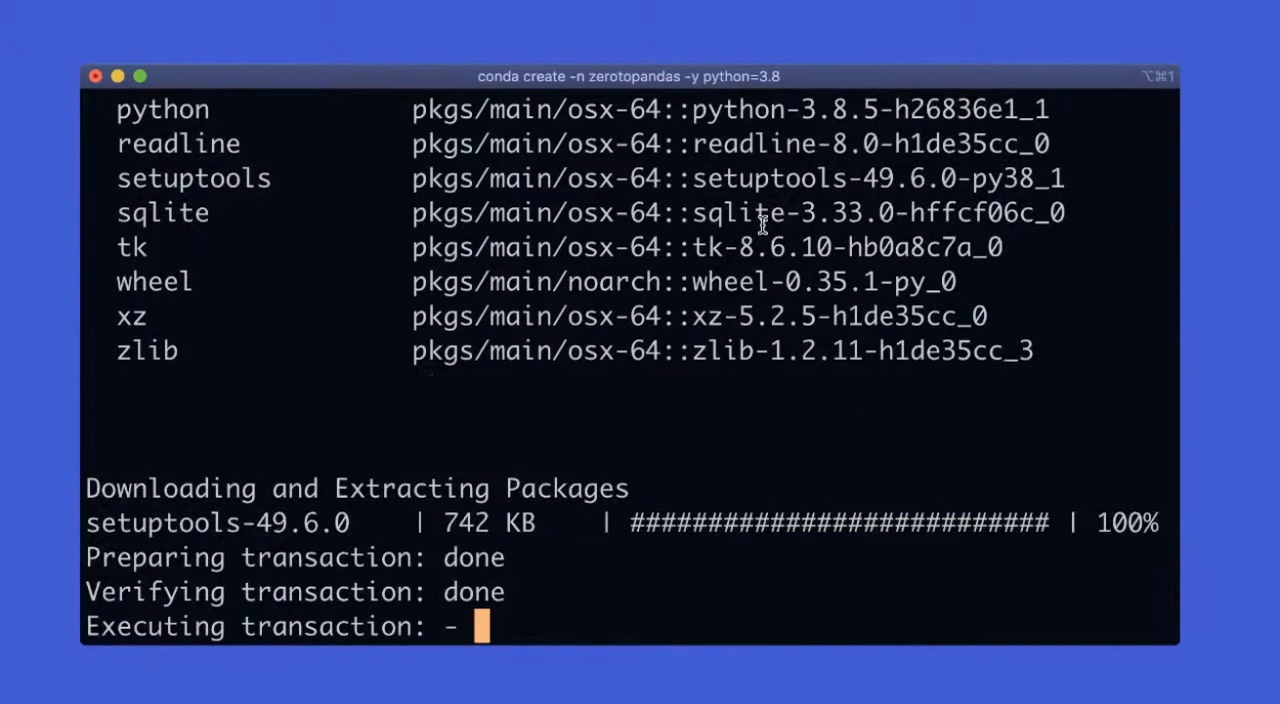 conda create -n zerotopandas -y python=3.8
⌥⌘1
python pkgs/main/osx-64::python-3.8.5-h26836e1_1
readline pkgs/main/osx-64::readline-8.0-h1de35cc_0
setuptools pkgs/main/osx-64::setuptools-49.6.0-py38_1
sqlite pkgs/main/osx-64::sqlite-3.33.0-hffcf06c_0
tk pkgs/main/osx-64::tk-8.6.10-hb0a8c7a_0
wheel pkgs/main/noarch::wheel-0.35.1-py_0
xz pkgs/main/osx-64::xz-5.2.5-h1de35cc_0
zlib pkgs/main/osx-64::zlib-1.2.11-h1de35cc_3
Downloading and Extracting Packages
setuptools-49.6.0 | 742 KB | ########################### | 100%
Preparing transaction: done
Verifying transaction: done
Executing transaction: -